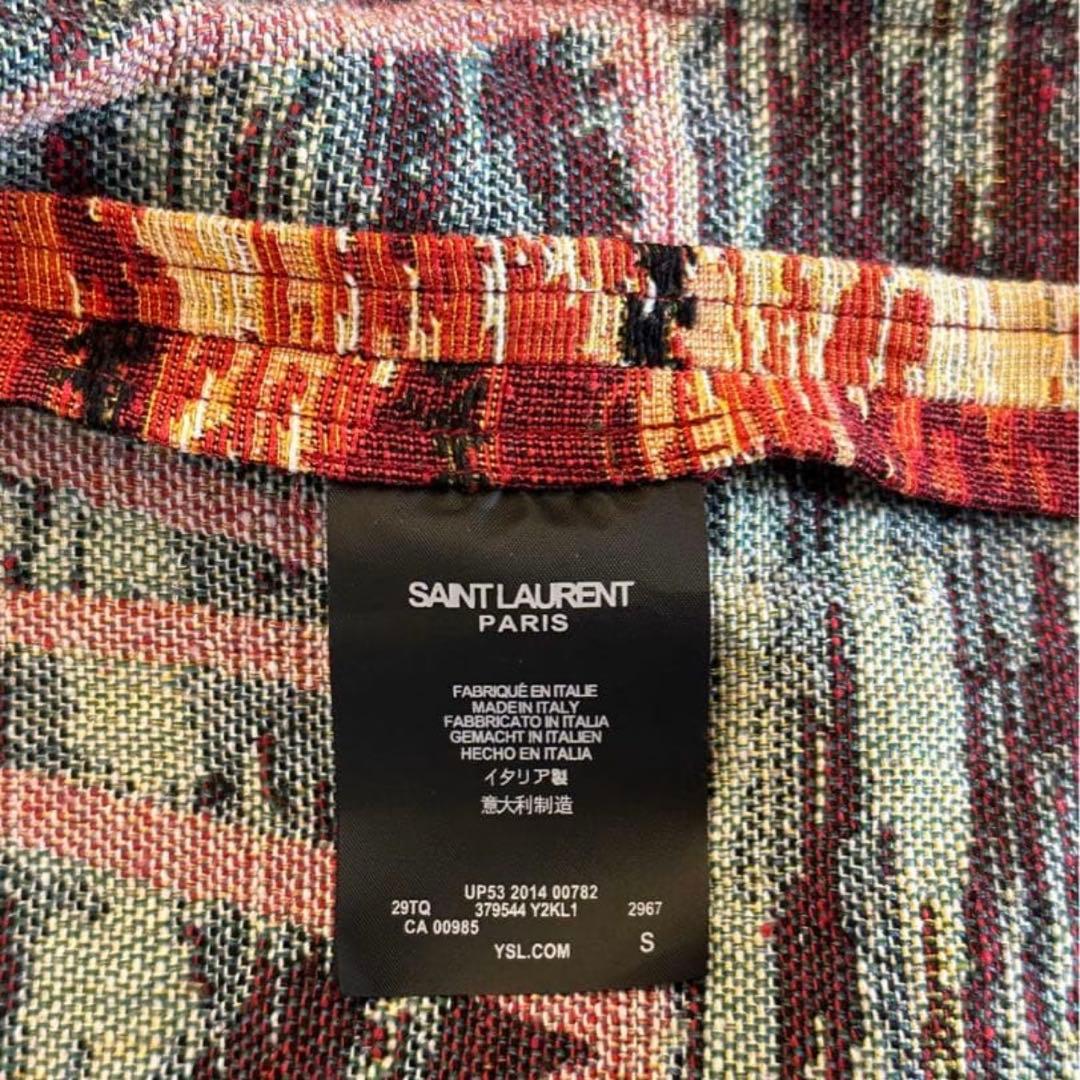 SAINT LAURENT
PARIS
FABRIQUÉ EN ITALIE
MADE IN ITALY
FABBRICATO IN ITALIA
GEMACHT IN ITALIEN
HECHO EN ITALIA
イタリア製
意大利制造
UP53 2014 00782
29TQ 379544 Y2KL1 2967
CA 00985
YSL.COM S